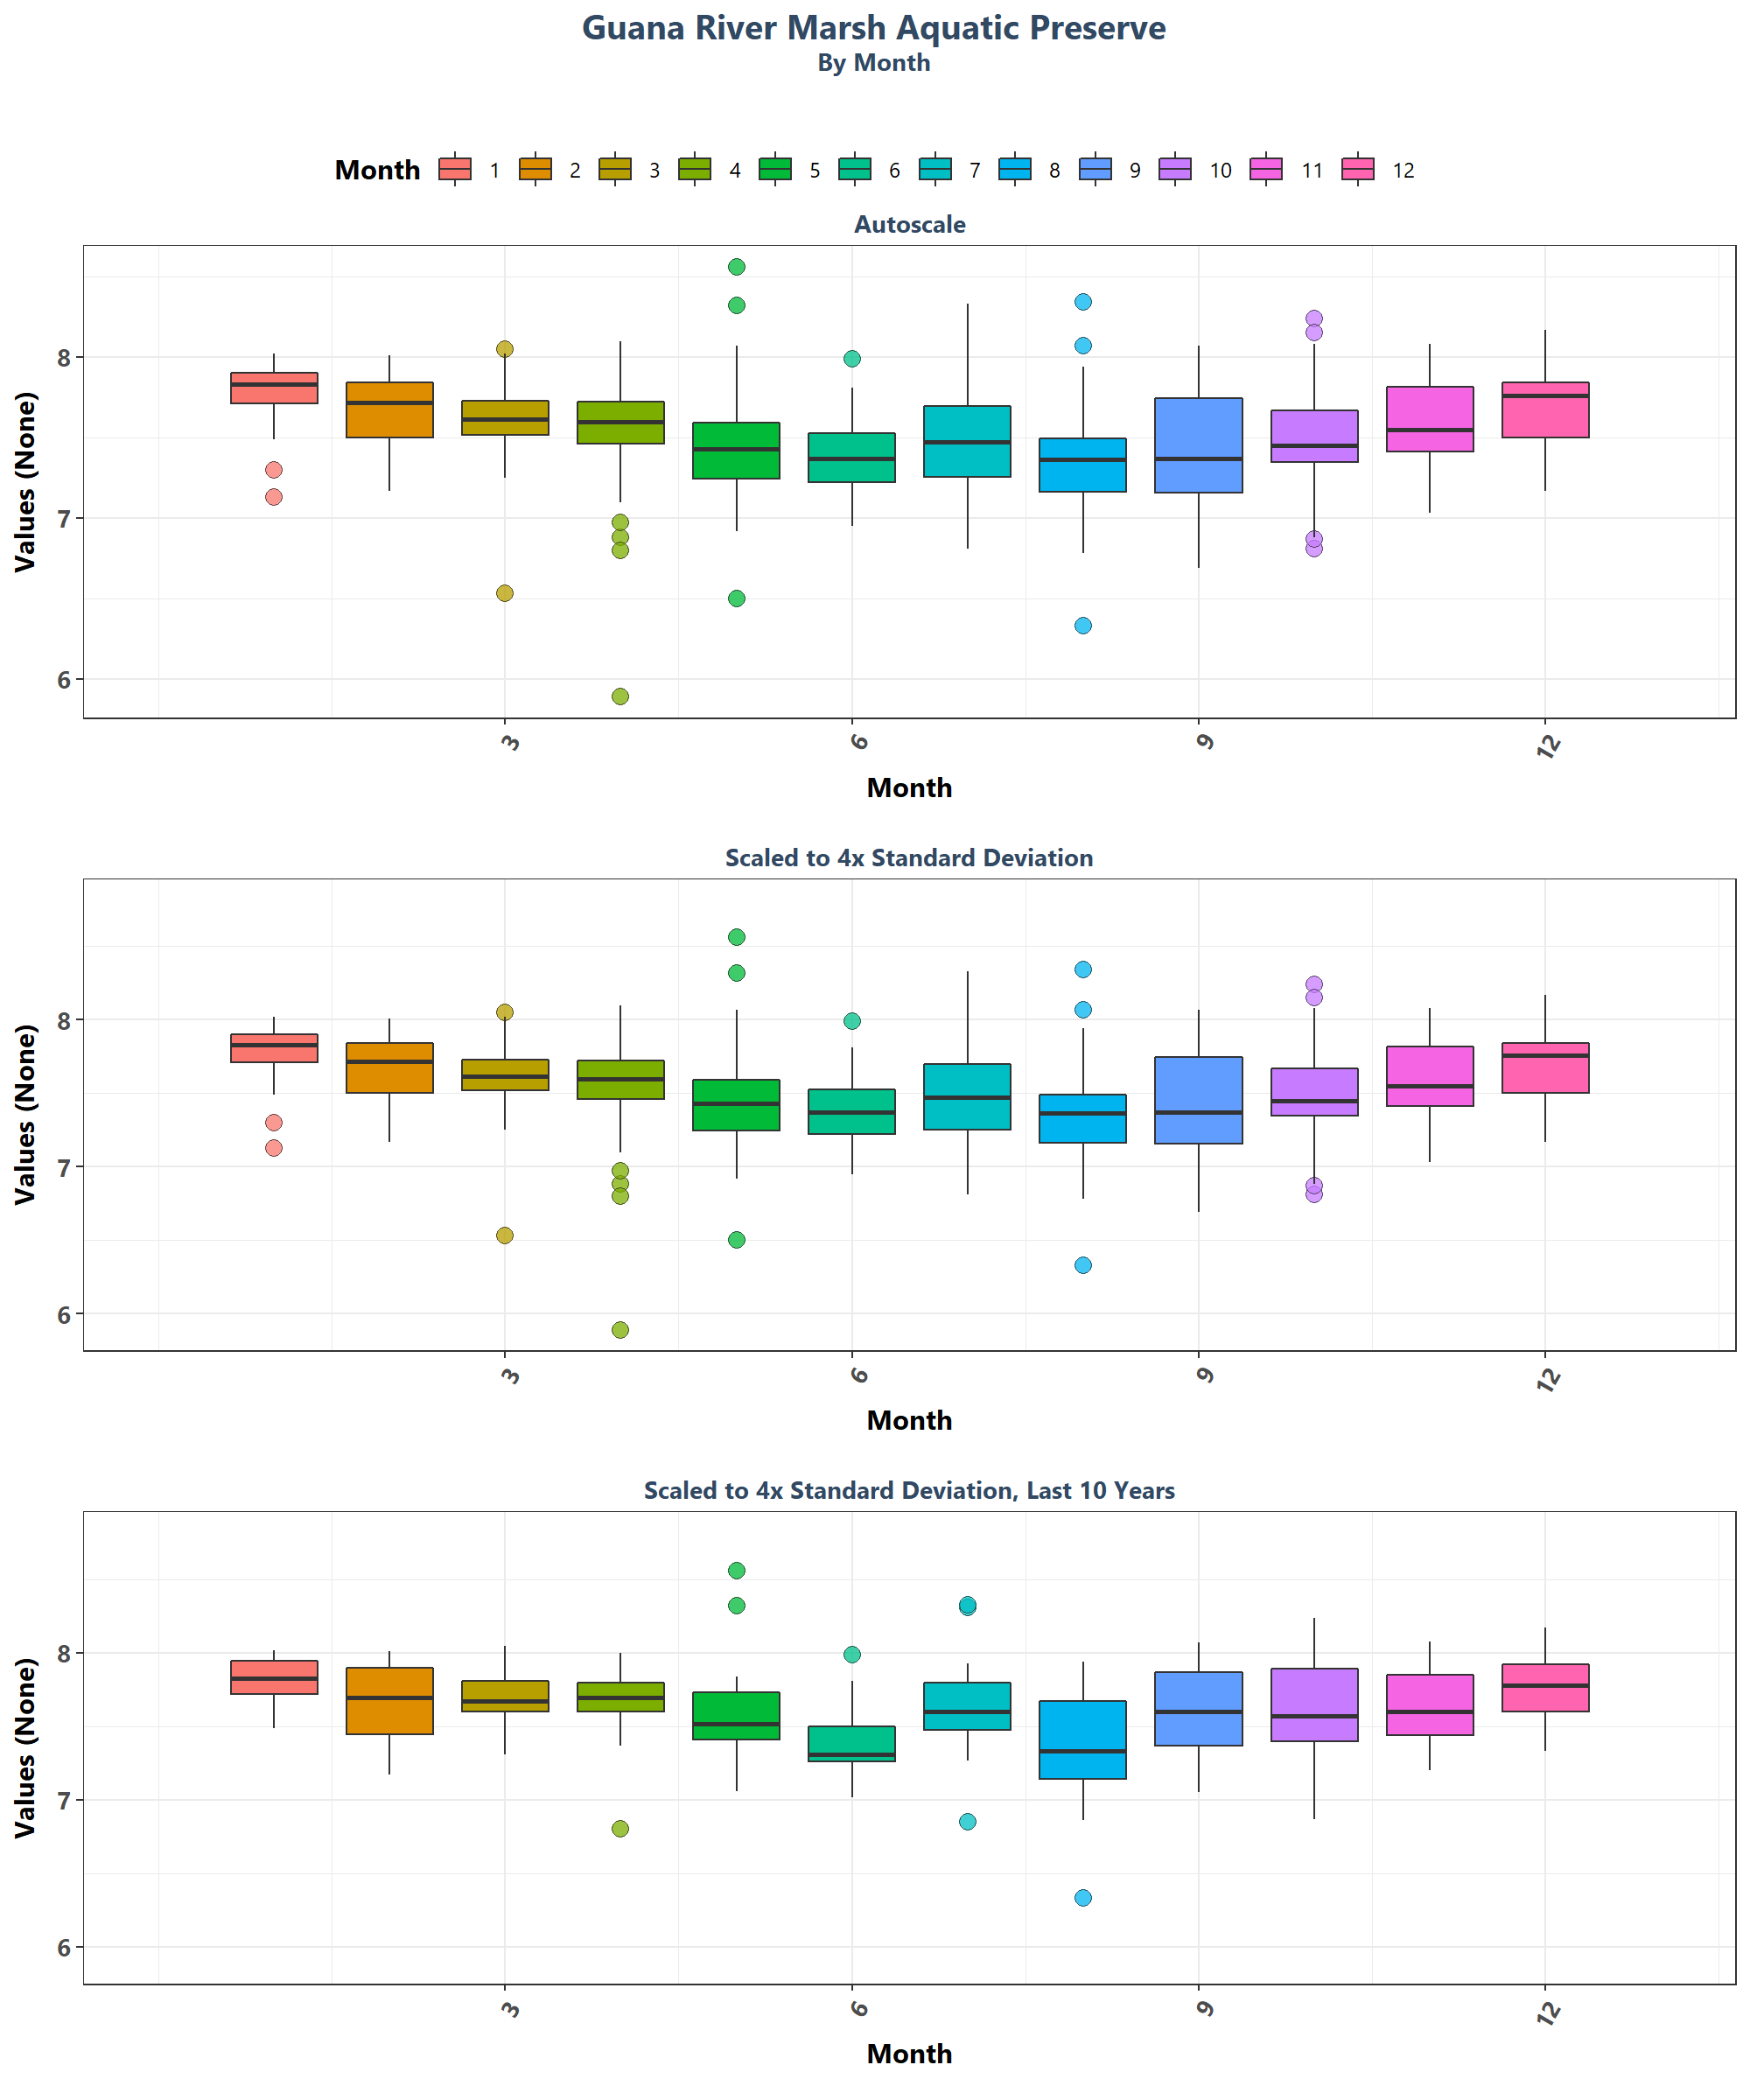 Guana River Marsh Aquatic Preserve
By Month
Month 1 2 3 4 5 6 7 8 9 10 11 12
Autoscale
Values (None)
8
7
6
3 6 9 12
Month
Scaled to 4x Standard Deviation
Values (None)
8
7
6
3 6 9 12
Month
Scaled to 4x Standard Deviation, Last 10 Years
Values (None)
8
7
6
3 6 9 12
Month